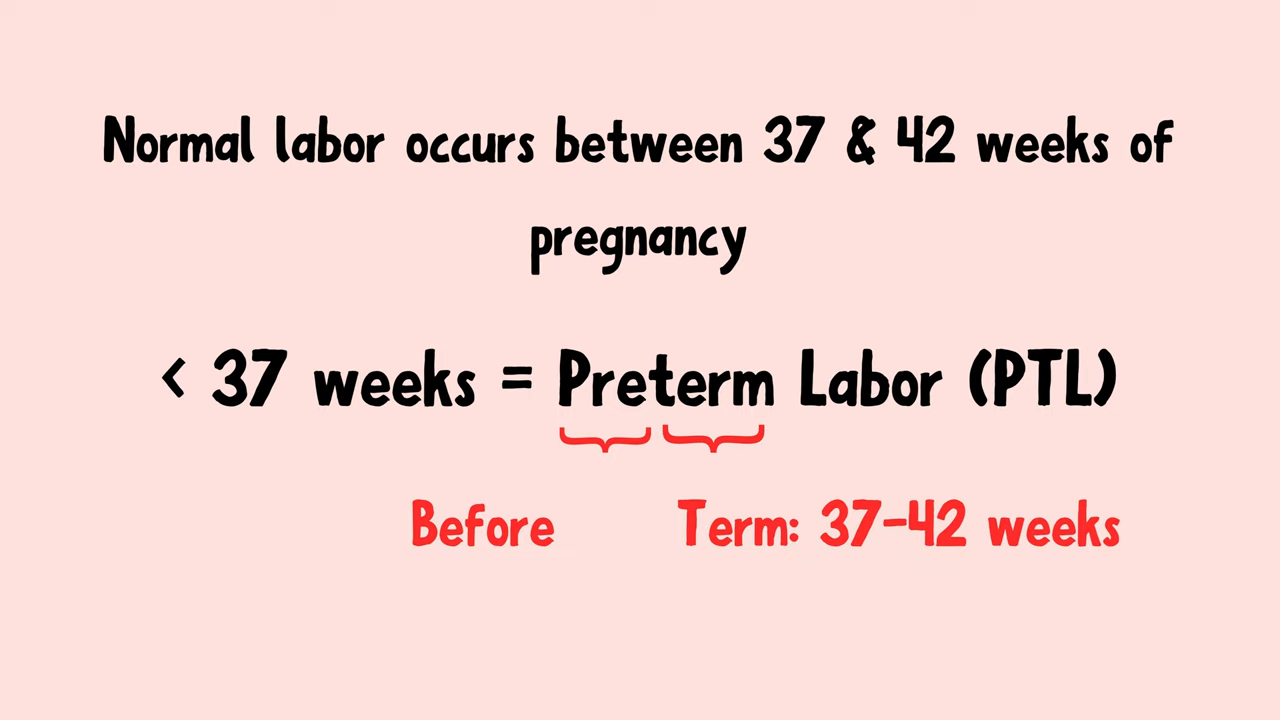 Normal labor occurs between 37 & 42 weeks of
pregnancy
< 37 weeks = Preterm Labor (PTL)
Before Term: 37-42 weeks